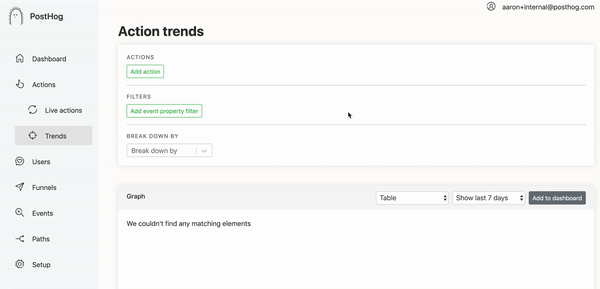 PostHog
aaron+internal@posthog.com
Dashboard
Actions
Live actions
Trends
Users
Funnels
Events
Paths
Setup
Action trends
ACTIONS
Add action
FILTERS
Add event property filter
BREAK DOWN BY
Break down by
Graph
Table
Show last 7 days
Add to dashboard
We couldn't find any matching elements